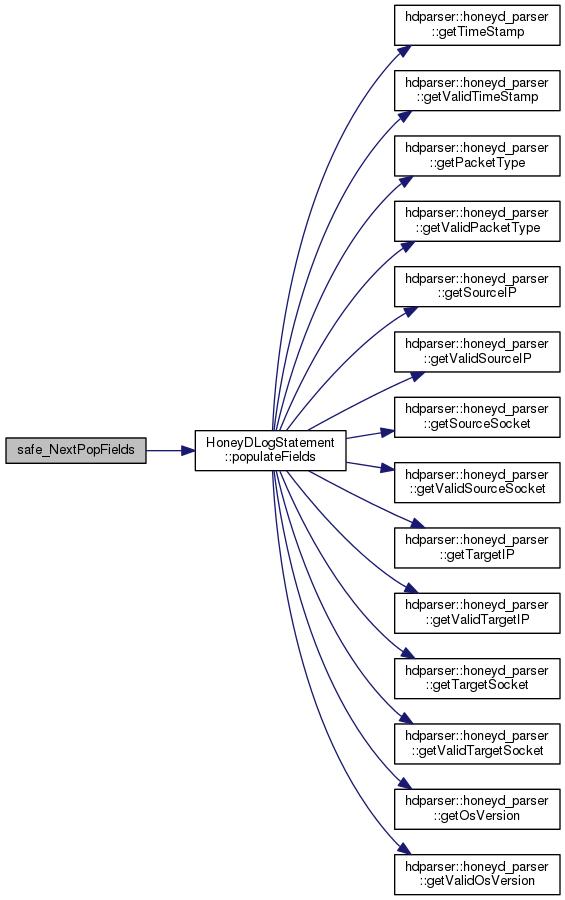 hdparser::honeyd_parser
::getTimeStamp
hdparser::honeyd_parser
::getValidTimeStamp
hdparser::honeyd_parser
::getPacketType
hdparser::honeyd_parser
::getValidPacketType
hdparser::honeyd_parser
::getSourceIP
hdparser::honeyd_parser
::getValidSourceIP
hdparser::honeyd_parser
::getSourceSocket
safe_NextPopFields
HoneyDLogStatement
::populateFields
hdparser::honeyd_parser
::getValidSourceSocket
hdparser::honeyd_parser
::getTargetIP
hdparser::honeyd_parser
::getValidTargetIP
hdparser::honeyd_parser
::getTargetSocket
hdparser::honeyd_parser
::getValidTargetSocket
hdparser::honeyd_parser
::getOsVersion
hdparser::honeyd_parser
::getValidOsVersion